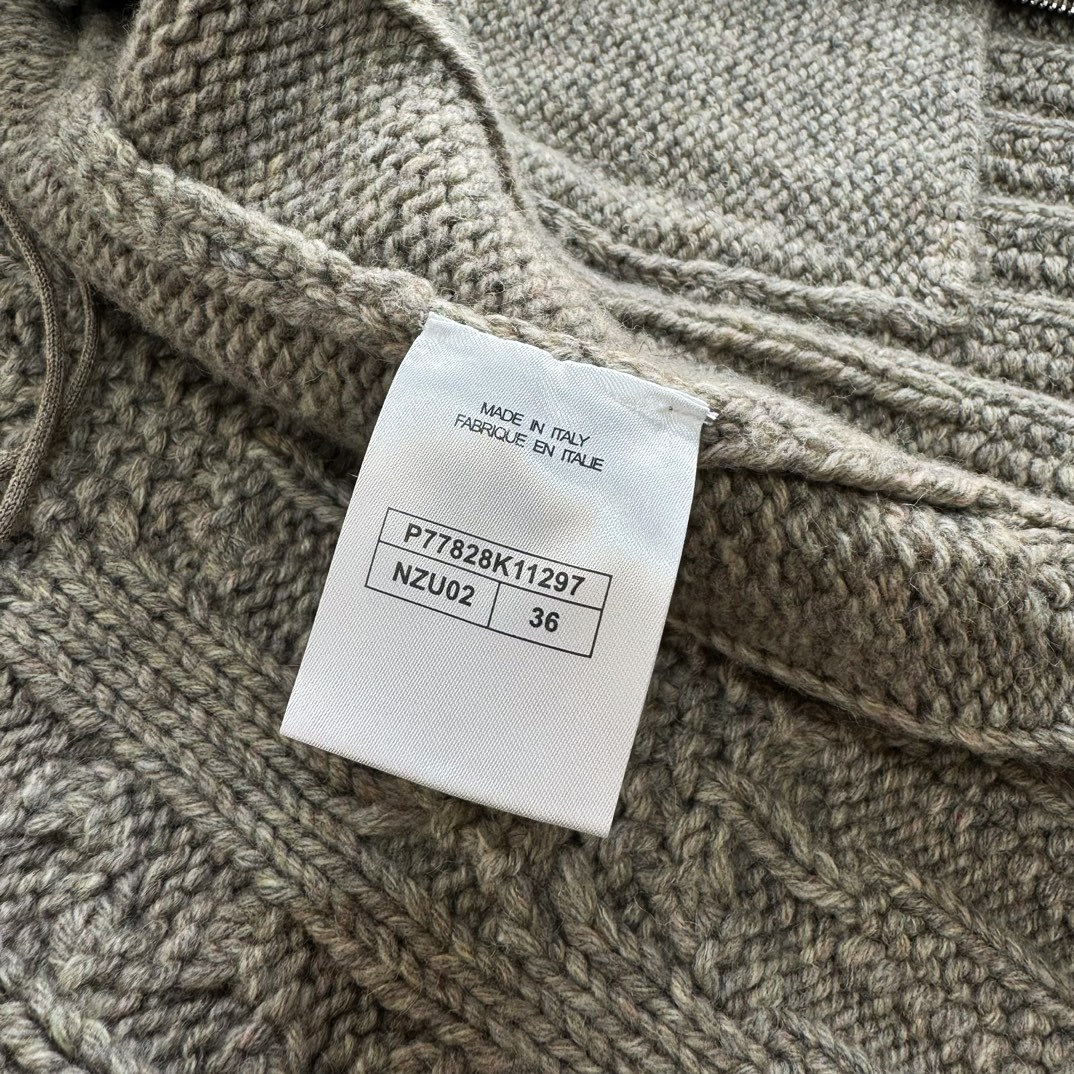 MADE IN ITALY
FABRIQUE EN ITALIE
P77828K11297
NZU02 36